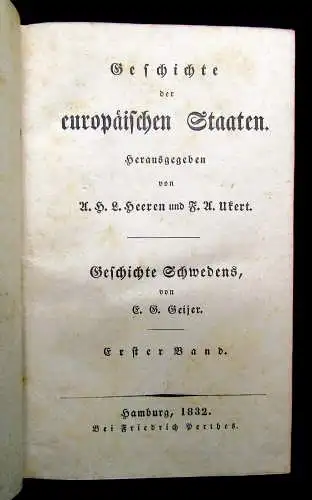 Geschichte
der
europäischen Staaten.
Herausgegeben
von
A. H. L. Heeren und F. A. Ukert.
Geschichte Schwedens,
von
E. G. Geijer.
Erster Band.
Hamburg, 1832.
Bei Friedrich Perthes.